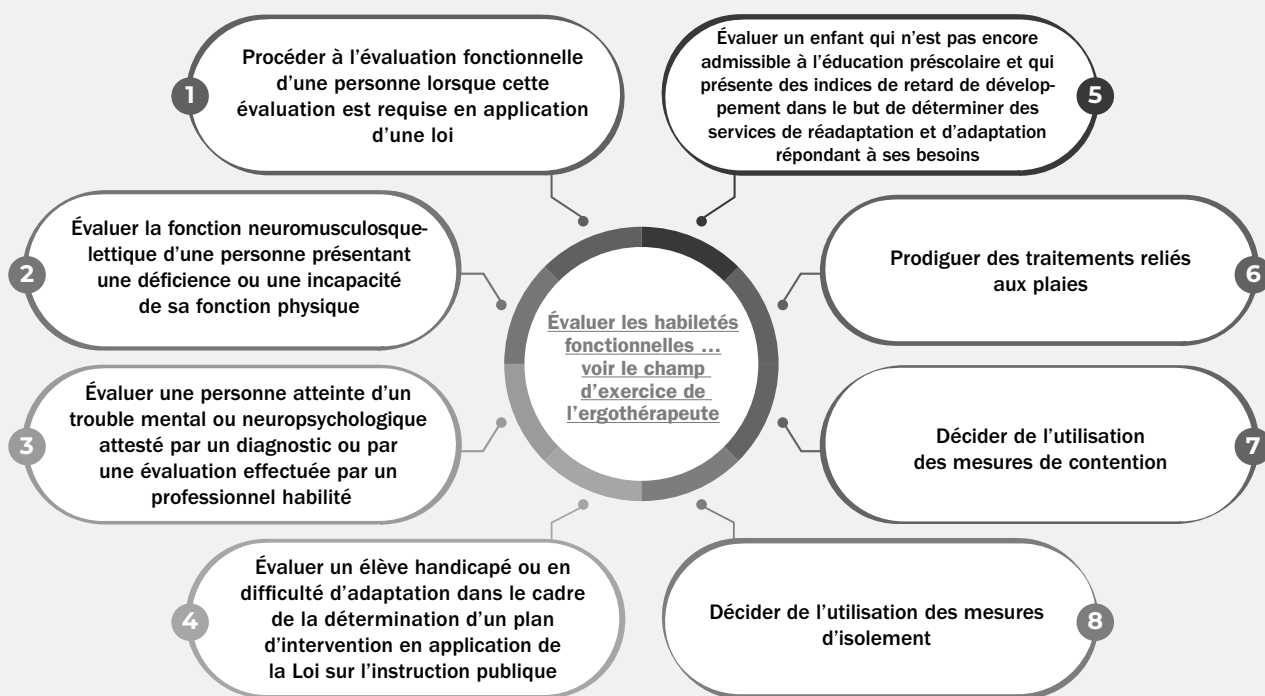 1
Procéder à l’évaluation fonctionnelle
d’une personne lorsque cette
évaluation est requise en application
d’une loi
2
Évaluer la fonction neuromusculosque-
lettique d’une personne présentant
une déficience ou une incapacité
de sa fonction physique
3
Évaluer une personne atteinte d’un
trouble mental ou neuropsychologique
attesté par un diagnostic ou par
une évaluation effectuée par un
professionnel habilité
4
Évaluer un élève handicapé ou en
difficulté d’adaptation dans le cadre
de la détermination d’un plan
d’intervention en application de
la Loi sur l’instruction publique
Évaluer les habiletés
fonctionnelles ...
voir le champ
d’exercice de
l’ergothérapeute
Évaluer un enfant qui n’est pas encore
admissible à l’éducation préscolaire et qui
présente des indices de retard de dévelop-
pement dans le but de déterminer des
services de réadaptation et d’adaptation
répondant à ses besoins
5
Prodiguer des traitements reliés
aux plaies
6
Décider de l’utilisation
des mesures de contention
7
Décider de l’utilisation des mesures
d’isolement
8